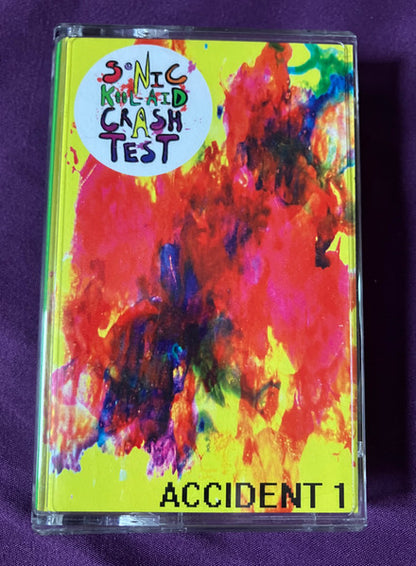 SONIC
KOOL-AID
CRASH
TEST
ACCIDENT 1